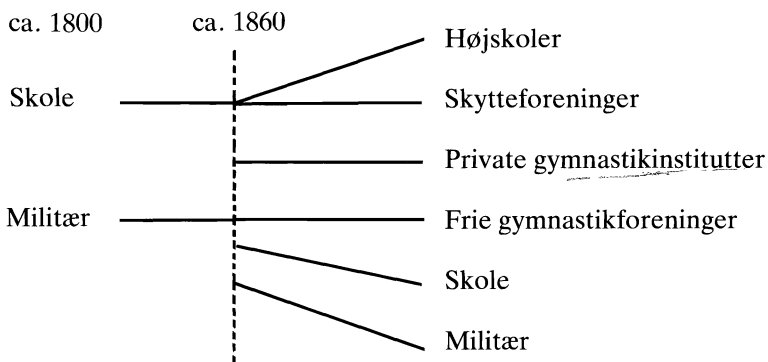 ca. 1800
ca. 1860
Højskoler
Skole
Skytteforeninger
Private gymnastikinstitutter
Militær
Frie gymnastikforeninger
Skole
Militær